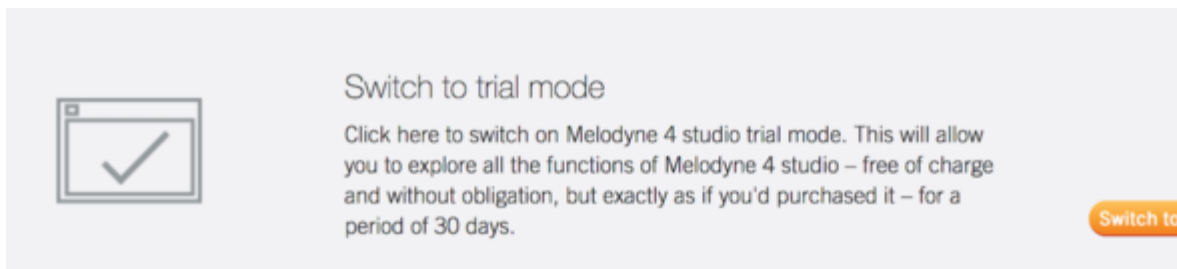 Switch to trial mode
Click here to switch on Melodyne 4 studio trial mode. This will allow
you to explore all the functions of Melodyne 4 studio – free of charge
and without obligation, but exactly as if you'd purchased it – for a
period of 30 days.
Switch to